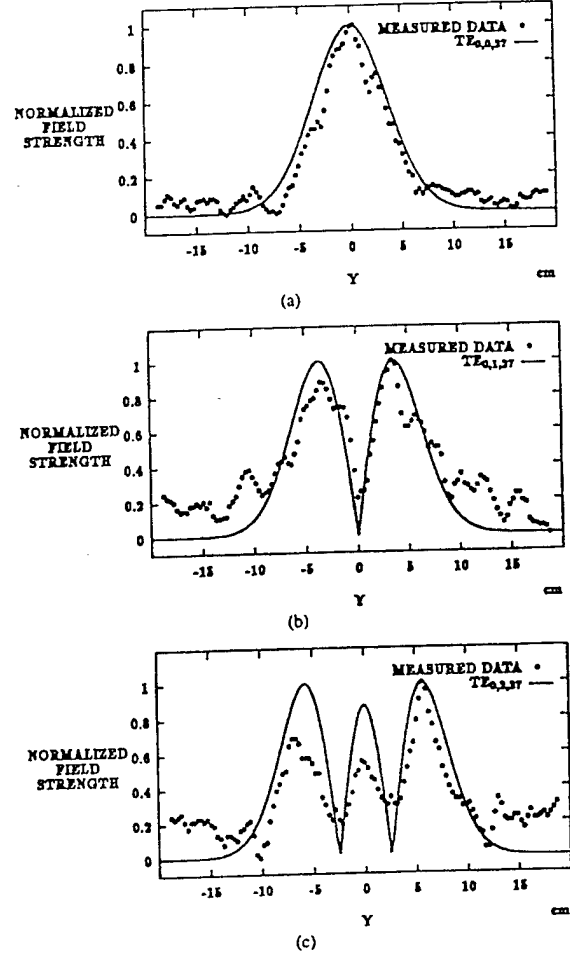 MEASURED DATA
TE0,0,37
1
0.8
0.6
0.4
0.2
0
NORMALIZED
FIELD
STRENGTH
-15 -10 -5 0 5 10 15
Y cm
(a)
MEASURED DATA
TE0,1,37
1
0.8
0.6
0.4
0.2
0
NORMALIZED
FIELD
STRENGTH
-15 -10 -5 0 5 10 15
Y cm
(b)
MEASURED DATA
TE0,2,37
1
0.8
0.6
0.4
0.2
0
NORMALIZED
FIELD
STRENGTH
-15 -10 -5 0 5 10 15
Y cm
(c)